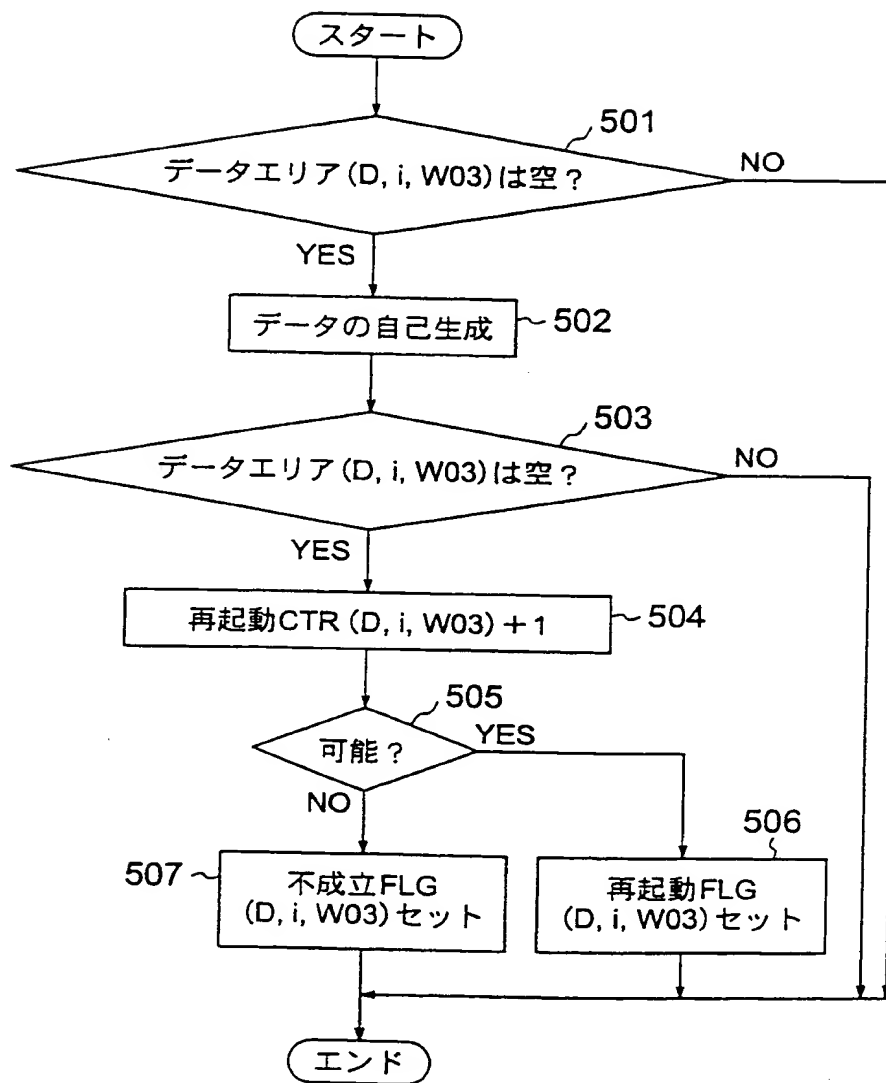 スタート
501
データエリア(D, i, W03)は空?
NO
YES
データの自己生成
502
503
データエリア(D, i, W03)は空?
NO
YES
再起動CTR(D, i, W03)+1
504
505
可能?
YES
NO
506
507
不成立FLG
(D, i, W03)セット
再起動FLG
(D, i, W03)セット
エンド